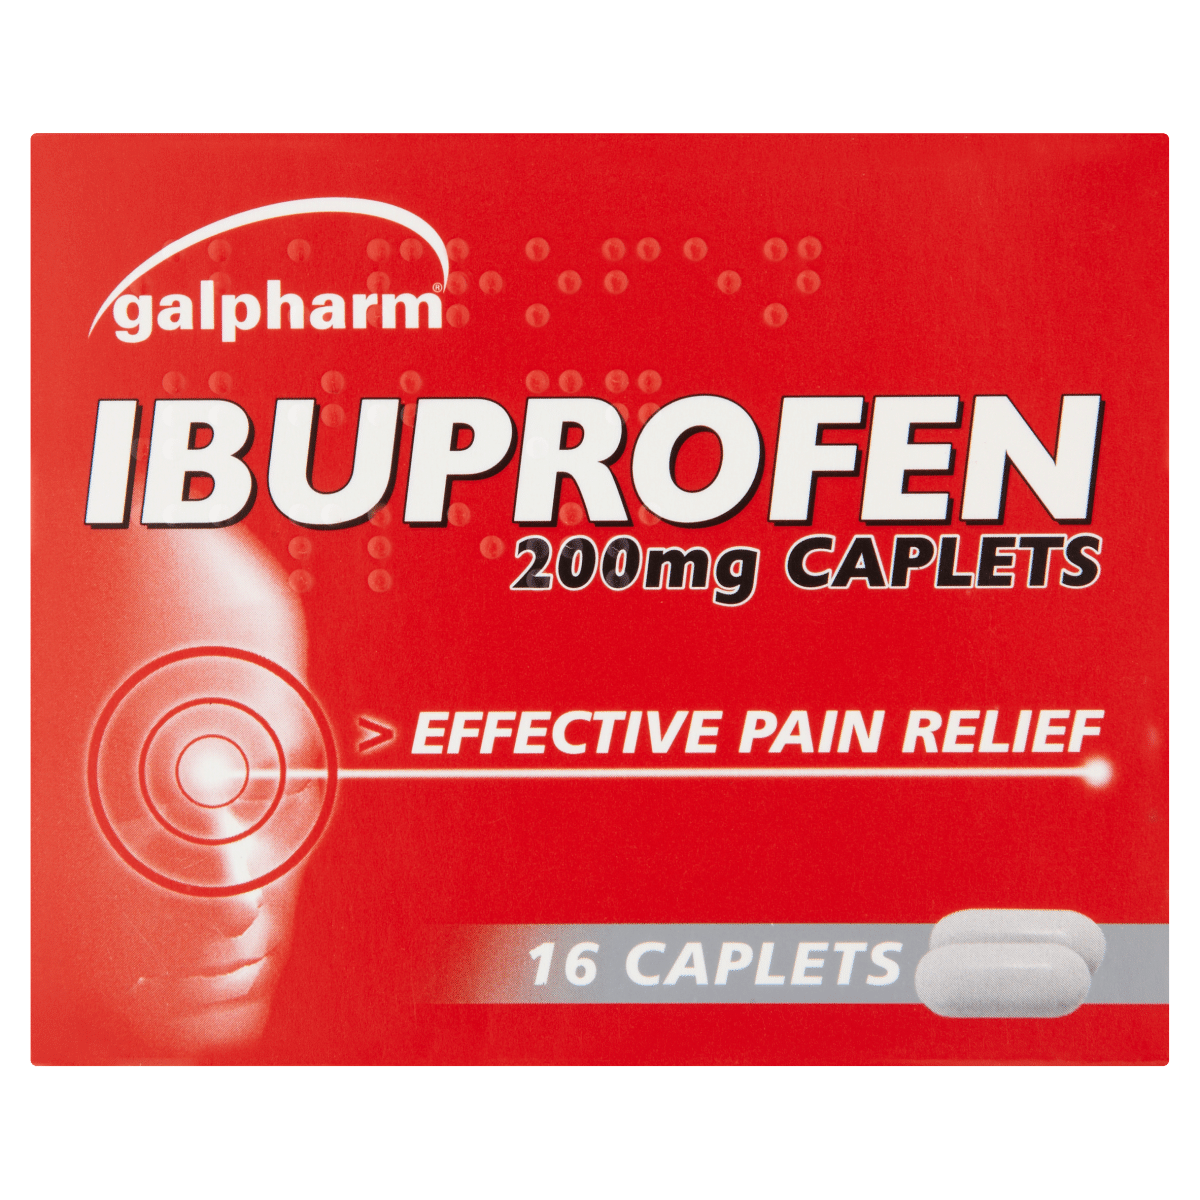 galpharm®
IBUPROFEN
200mg CAPLETS
> EFFECTIVE PAIN RELIEF
16 CAPLETS